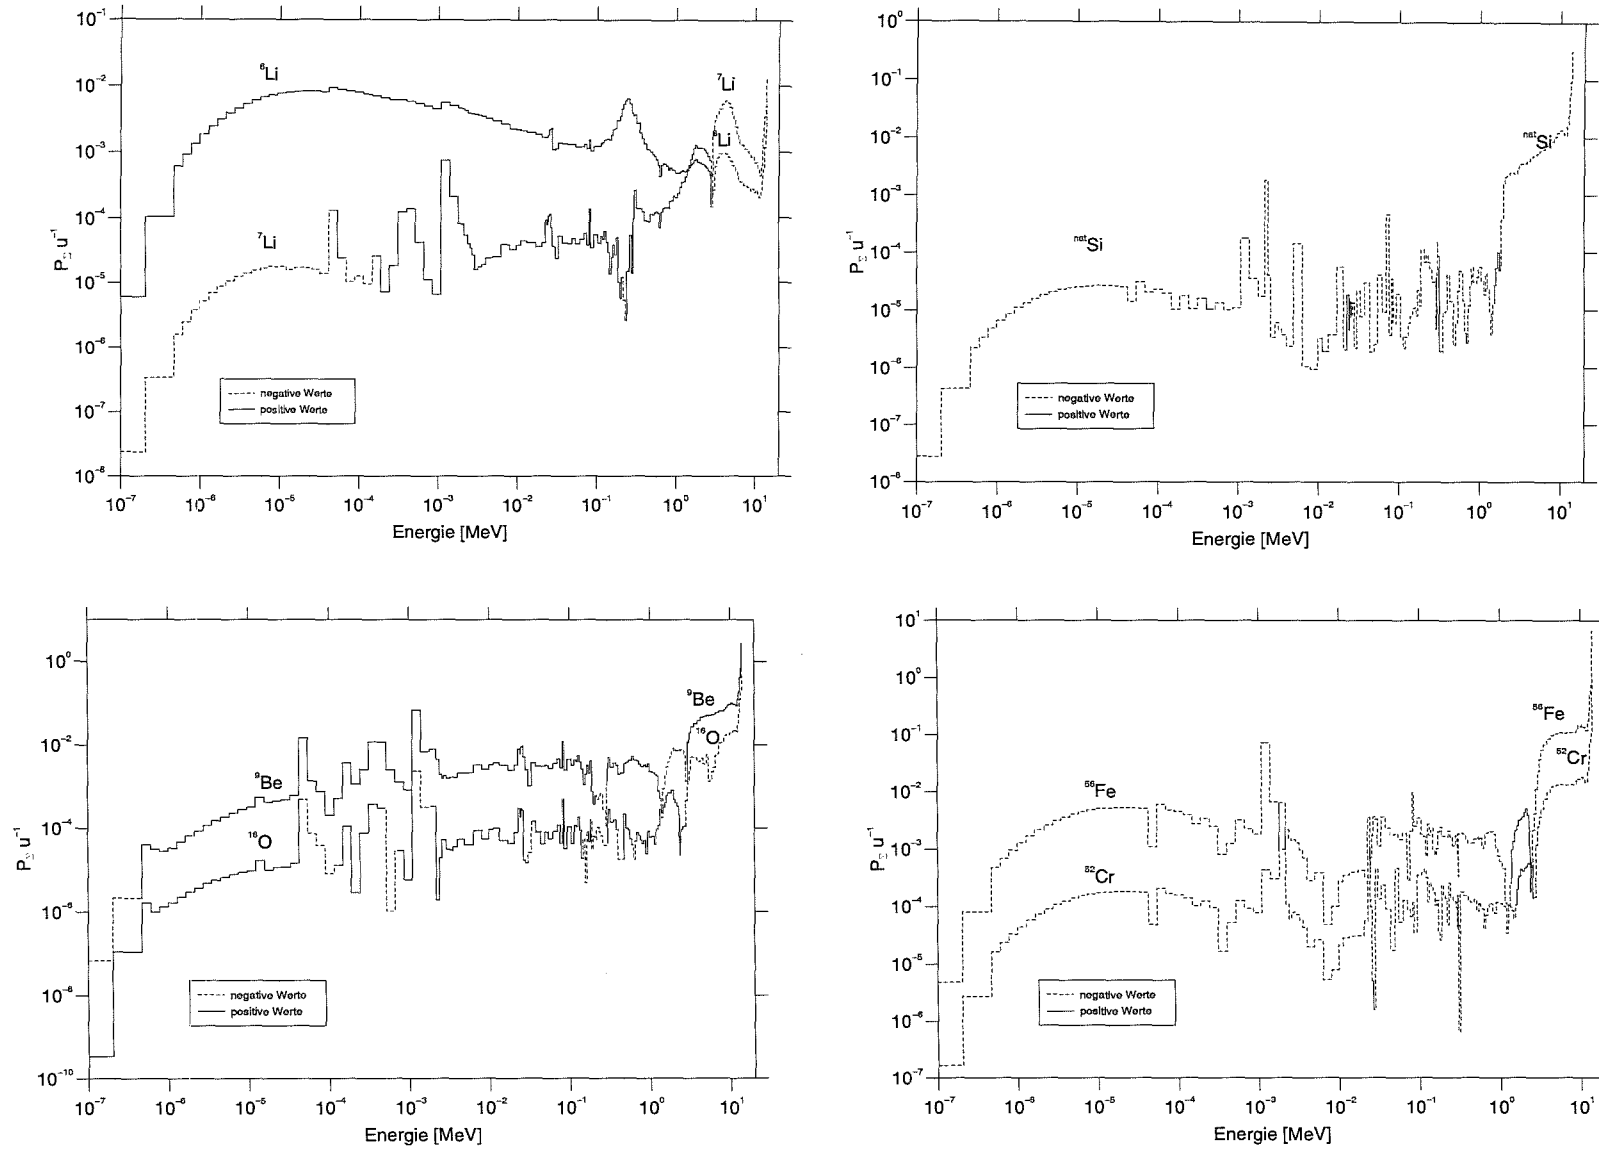 10⁻¹
10⁻²
10⁻³
10⁻⁴
10⁻⁵
10⁻⁶
10⁻⁷
10⁻⁸
P_Σ u⁻¹
⁶Li
⁷Li
⁷Li
⁶Li
negative Werte
positive Werte
10⁻⁷ 10⁻⁶ 10⁻⁵ 10⁻⁴ 10⁻³ 10⁻² 10⁻¹ 10⁰ 10¹
Energie [MeV]
10⁰
10⁻¹
10⁻²
10⁻³
10⁻⁴
10⁻⁵
10⁻⁶
10⁻⁷
10⁻⁸
P_Σ u⁻¹
ⁿᵃᵗSi
ⁿᵃᵗSi
negative Werte
positive Werte
10⁻⁷ 10⁻⁶ 10⁻⁵ 10⁻⁴ 10⁻³ 10⁻² 10⁻¹ 10⁰ 10¹
Energie [MeV]
10⁰
10⁻²
10⁻⁴
10⁻⁶
10⁻⁸
10⁻¹⁰
P_Σ u⁻¹
⁹Be
¹⁶O
⁹Be
¹⁶O
negative Werte
positive Werte
10⁻⁷ 10⁻⁶ 10⁻⁵ 10⁻⁴ 10⁻³ 10⁻² 10⁻¹ 10⁰ 10¹
Energie [MeV]
10¹
10⁰
10⁻¹
10⁻²
10⁻³
10⁻⁴
10⁻⁵
10⁻⁶
10⁻⁷
P_Σ u⁻¹
⁵⁶Fe
⁵²Cr
⁵⁶Fe
⁵²Cr
negative Werte
positive Werte
10⁻⁷ 10⁻⁶ 10⁻⁵ 10⁻⁴ 10⁻³ 10⁻² 10⁻¹ 10⁰ 10¹
Energie [MeV]